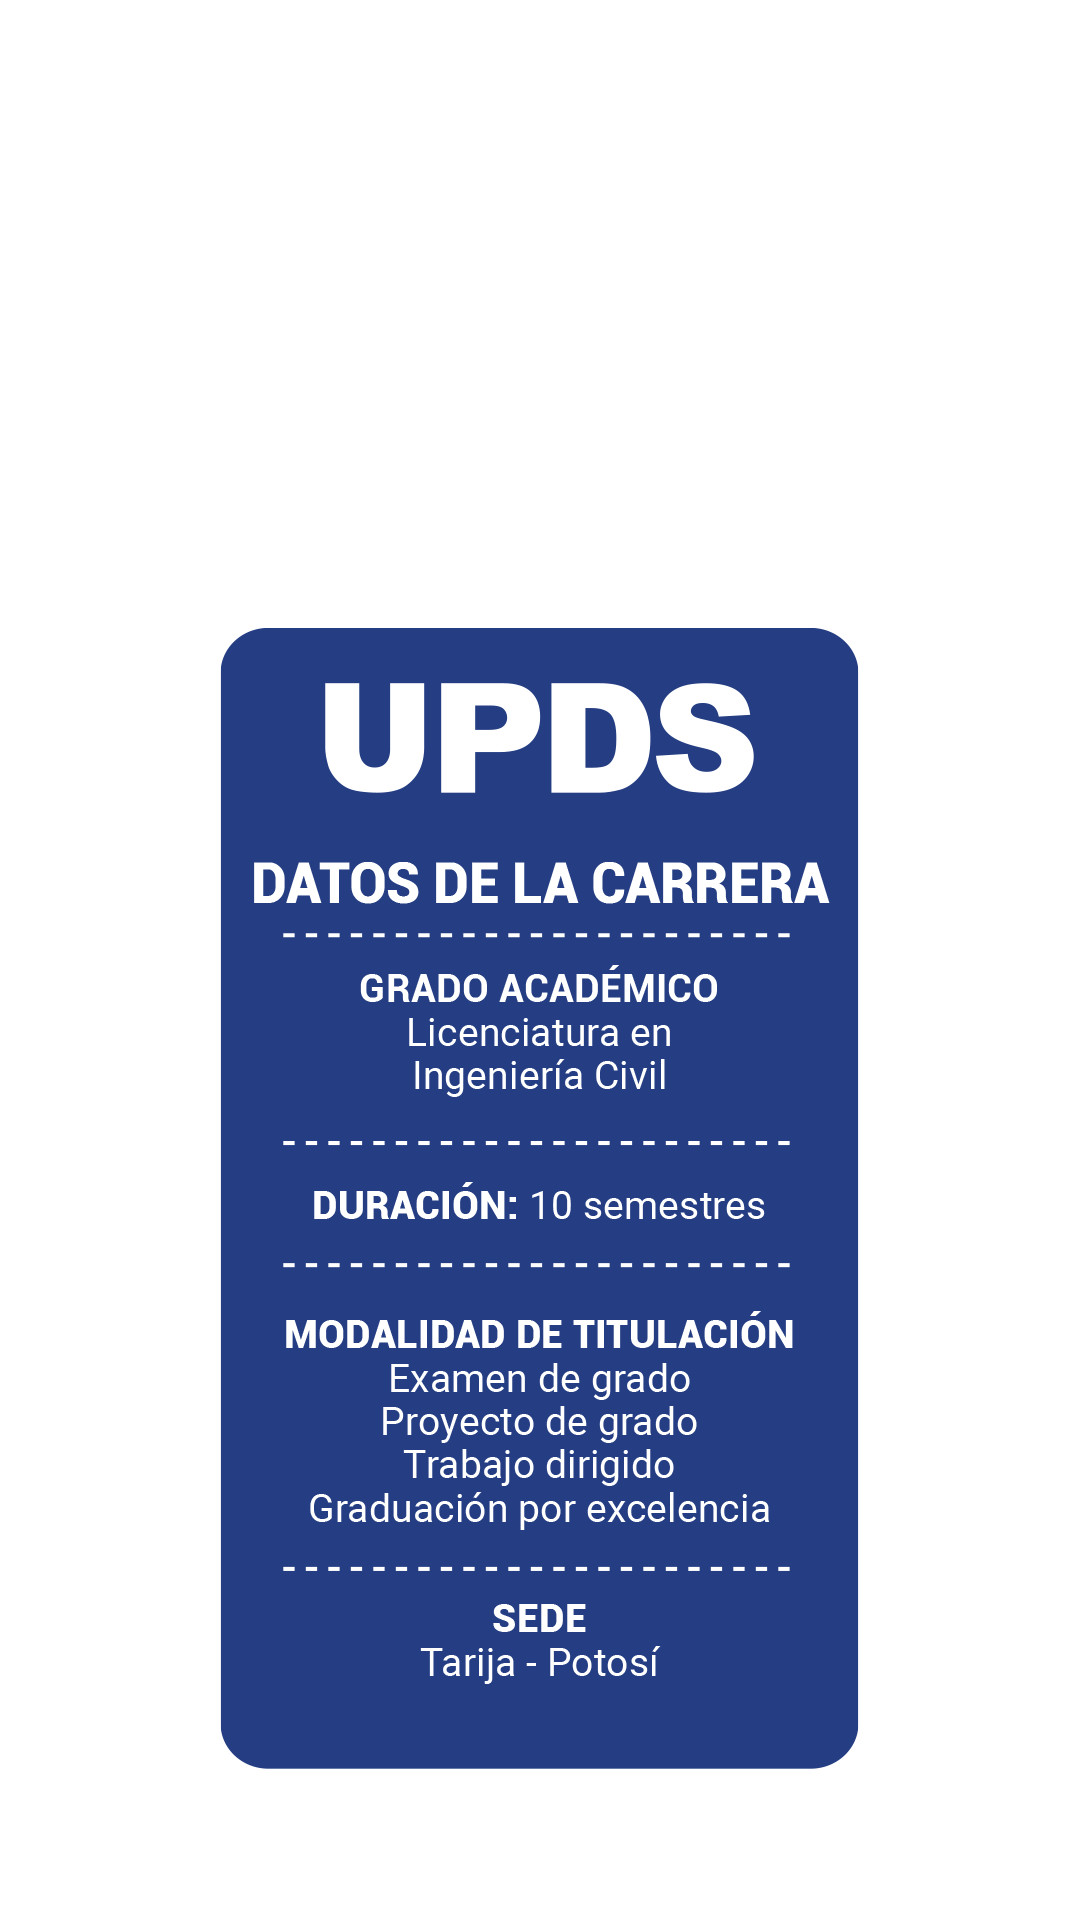 UPDS
DATOS DE LA CARRERA
GRADO ACADÉMICO
Licenciatura en
Ingeniería Civil
DURACIÓN: 10 semestres
MODALIDAD DE TITULACIÓN
Examen de grado
Proyecto de grado
Trabajo dirigido
Graduación por excelencia
SEDE
Tarija - Potosí